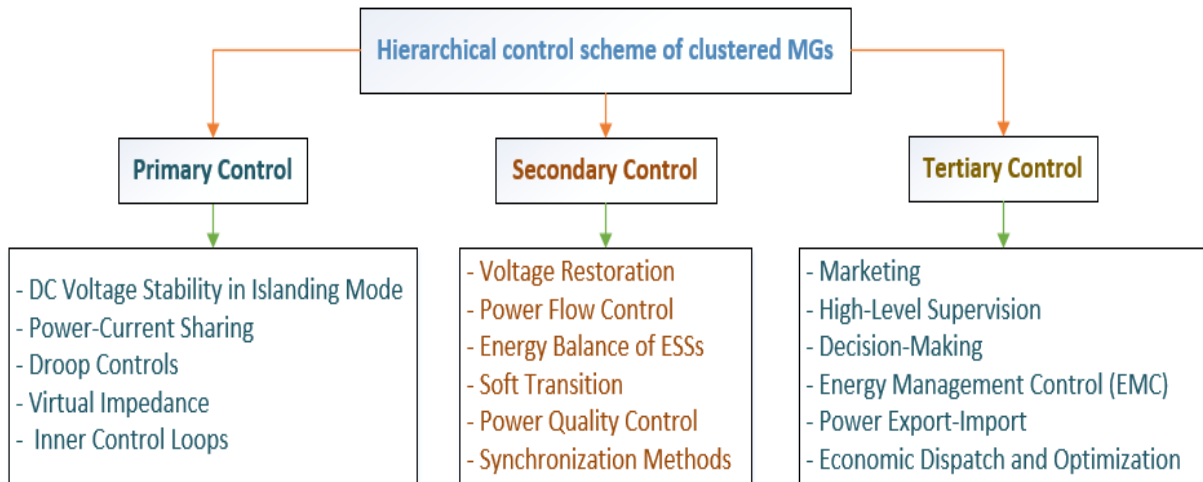 Hierarchical control scheme of clustered MGs
Primary Control
Secondary Control
Tertiary Control
- DC Voltage Stability in Islanding Mode
- Power-Current Sharing
- Droop Controls
- Virtual Impedance
- Inner Control Loops
- Voltage Restoration
- Power Flow Control
- Energy Balance of ESSs
- Soft Transition
- Power Quality Control
- Synchronization Methods
- Marketing
- High-Level Supervision
- Decision-Making
- Energy Management Control (EMC)
- Power Export-Import
- Economic Dispatch and Optimization